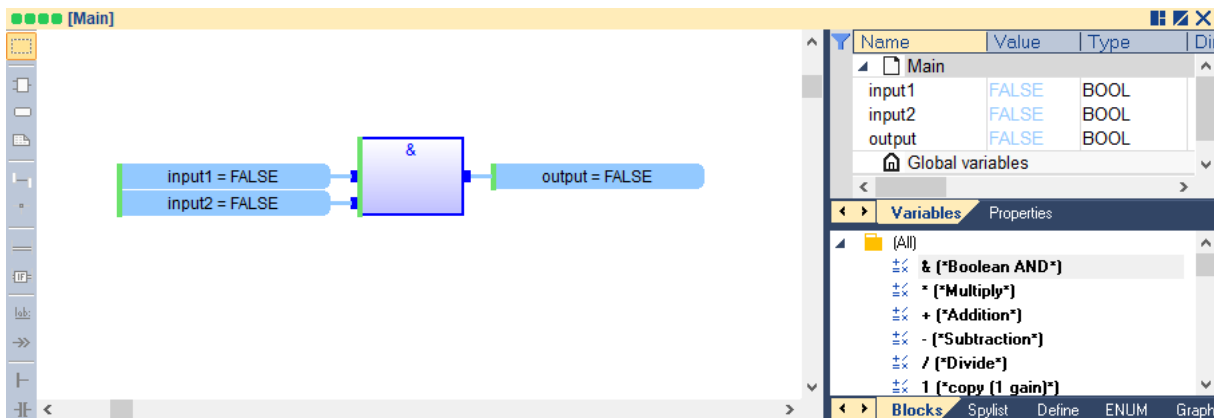 [Main]
&
input1 = FALSE
input2 = FALSE
output = FALSE
IF
lab:
Name Value Type
Main
input1 FALSE BOOL
input2 FALSE BOOL
output FALSE BOOL
Global variables
Variables Properties
(All)
& (*Boolean AND*)
* (*Multiply*)
+ (*Addition*)
- (*Subtraction*)
/ (*Divide*)
1 (*copy (1 gain)*)
Blocks Spylist Define ENUM Graph